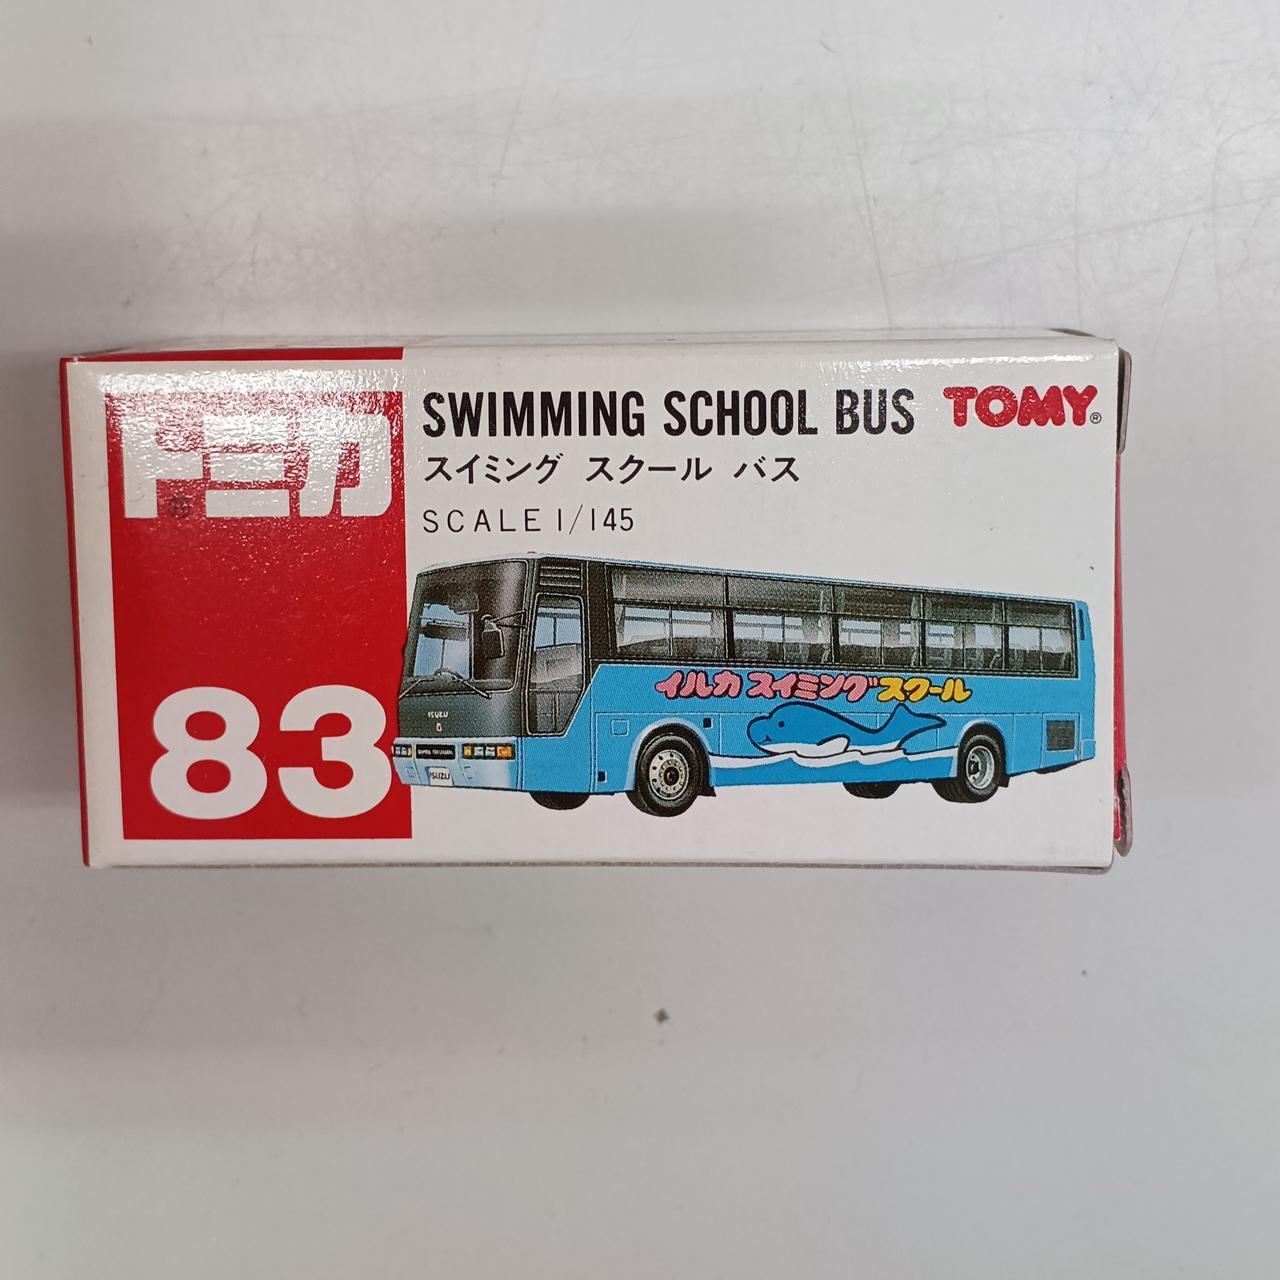 トミカ
83
SWIMMING SCHOOL BUS
TOMY®
スイミング スクール バス
SCALE 1/145
イルカ スイミングスクール
ISUZU
ISUZU